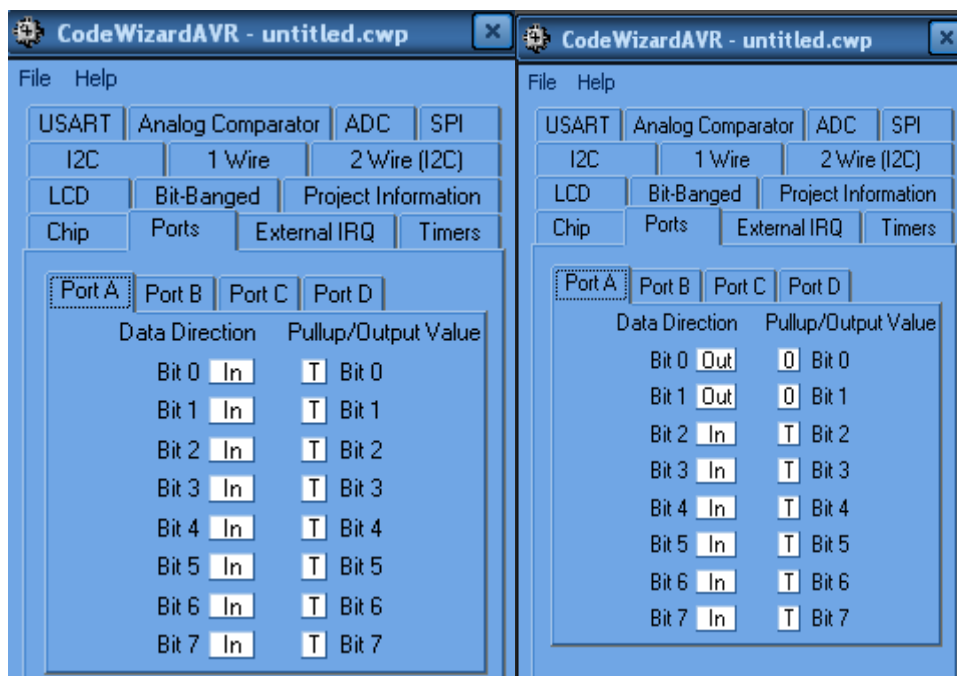 CodeWizardAVR - untitled.cwp
File Help
USART Analog Comparator ADC SPI
I2C 1 Wire 2 Wire (I2C)
LCD Bit-Banged Project Information
Chip Ports External IRQ Timers
Port A Port B Port C Port D
Data Direction Pullup/Output Value
Bit 0 In T Bit 0
Bit 1 In T Bit 1
Bit 2 In T Bit 2
Bit 3 In T Bit 3
Bit 4 In T Bit 4
Bit 5 In T Bit 5
Bit 6 In T Bit 6
Bit 7 In T Bit 7
CodeWizardAVR - untitled.cwp
File Help
USART Analog Comparator ADC SPI
I2C 1 Wire 2 Wire (I2C)
LCD Bit-Banged Project Information
Chip Ports External IRQ Timers
Port A Port B Port C Port D
Data Direction Pullup/Output Value
Bit 0 Out 0 Bit 0
Bit 1 Out 0 Bit 1
Bit 2 In T Bit 2
Bit 3 In T Bit 3
Bit 4 In T Bit 4
Bit 5 In T Bit 5
Bit 6 In T Bit 6
Bit 7 In T Bit 7